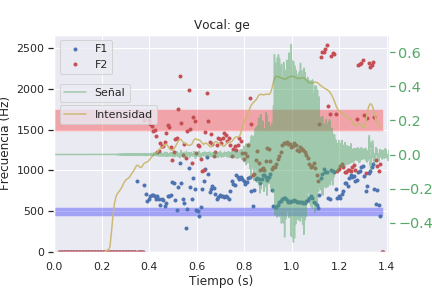 Vocal: ge
F1
F2
Señal
Intensidad
Frecuencia (Hz)
2500
2000
1500
1000
500
0
0.6
0.4
0.2
0.0
−0.2
−0.4
0.0 0.2 0.4 0.6 0.8 1.0 1.2 1.4
Tiempo (s)